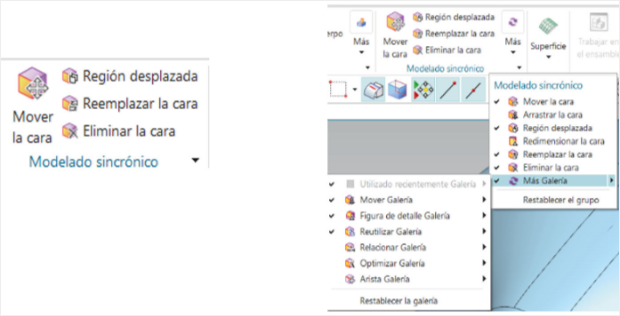 Mover
la cara
Región desplazada
Reemplazar la cara
Eliminar la cara
Modelado sincrónico
rpo
Más
Mover
la cara
Región desplazada
Reemplazar la cara
Eliminar la cara
Más
Superficie
Trabajar en
el ensamble
Modelado sincrónico
Modelado sincrónico
Mover la cara
Arrastrar la cara
Región desplazada
Redimensionar la cara
Reemplazar la cara
Eliminar la cara
Más Galería
Restablecer el grupo
Utilizado recientemente Galería
Mover Galería
Figura de detalle Galería
Reutilizar Galería
Relacionar Galería
Optimizar Galería
Arista Galería
Restablecer la galería